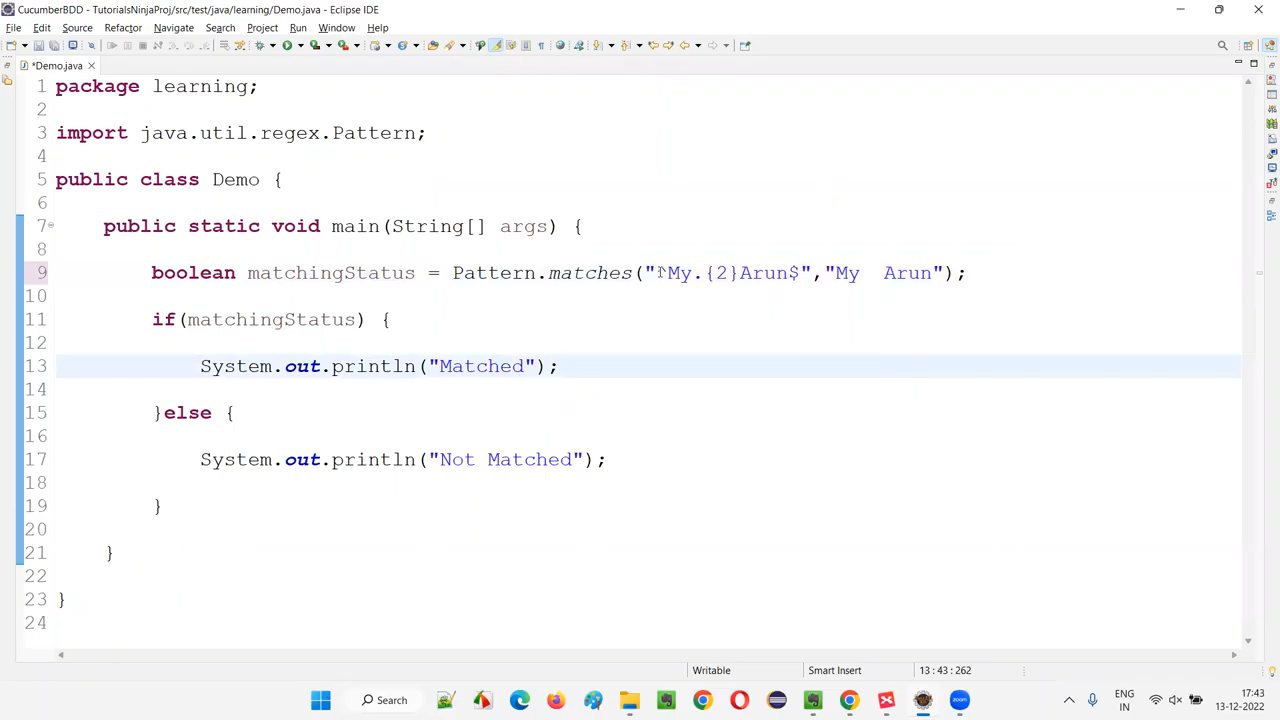 CucumberBDD - TutorialsNinjaProj/src/test/java/learning/Demo.java - Eclipse IDE
File Edit Source Refactor Navigate Search Project Run Window Help
*Demo.java
1 package learning;
2
3 import java.util.regex.Pattern;
4
5 public class Demo {
6
7 public static void main(String[] args) {
8
9 boolean matchingStatus = Pattern.matches("^My.{2}Arun$","My  Arun");
10
11 if(matchingStatus) {
12
13 System.out.println("Matched");
14
15 }else {
16
17 System.out.println("Not Matched");
18
19 }
20
21 }
22
23 }
24
Writable Smart Insert 13 : 43 : 262
Search
ENG
IN
17:43
13-12-2022